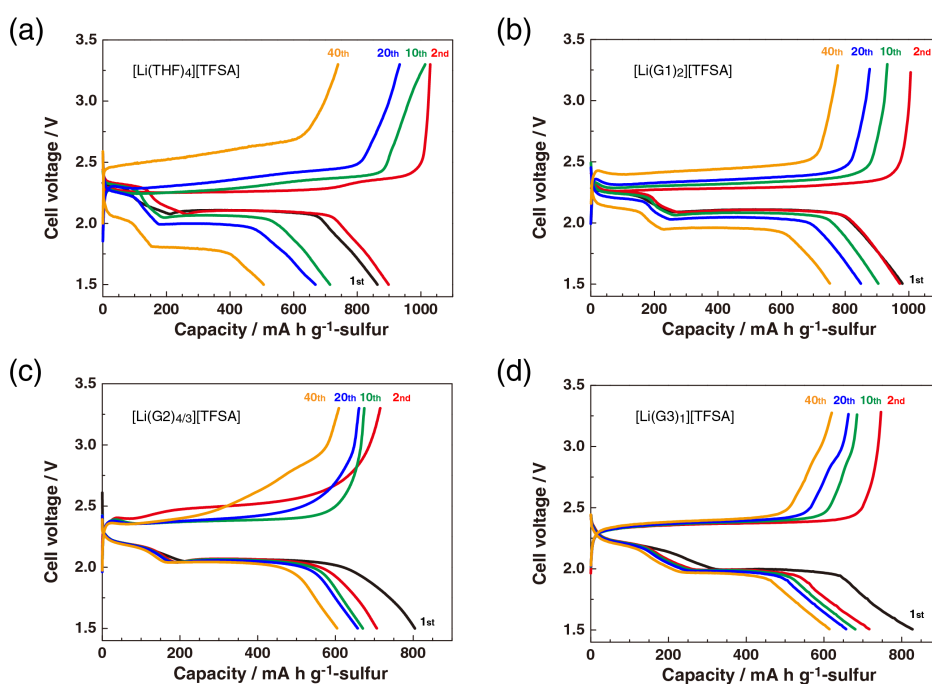 (a)
3.5
3.0
2.5
2.0
1.5
Cell voltage / V
[Li(THF)4][TFSA]
40th
20th
10th
2nd
1st
0
200
400
600
800
1000
Capacity / mA h g-1-sulfur
(b)
3.5
3.0
2.5
2.0
1.5
Cell voltage / V
[Li(G1)2][TFSA]
40th
20th
10th
2nd
1st
0
200
400
600
800
1000
Capacity / mA h g-1-sulfur
(c)
3.5
3.0
2.5
2.0
1.5
Cell voltage / V
[Li(G2)4/3][TFSA]
40th
20th
10th
2nd
1st
0
200
400
600
800
Capacity / mA h g-1-sulfur
(d)
3.5
3.0
2.5
2.0
1.5
Cell voltage / V
[Li(G3)1][TFSA]
40th
20th
10th
2nd
1st
0
200
400
600
800
Capacity / mA h g-1-sulfur